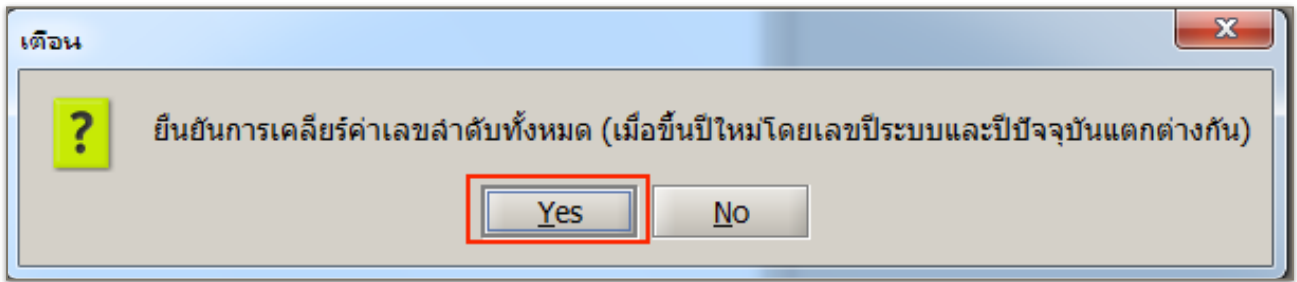 เตือน
X
? ยืนยันการเคลียร์ค่าเลขลำดับทั้งหมด (เมื่อขึ้นปีใหม่โดยเลขปีระบบและปีปัจจุบันแตกต่างกัน)
Yes No